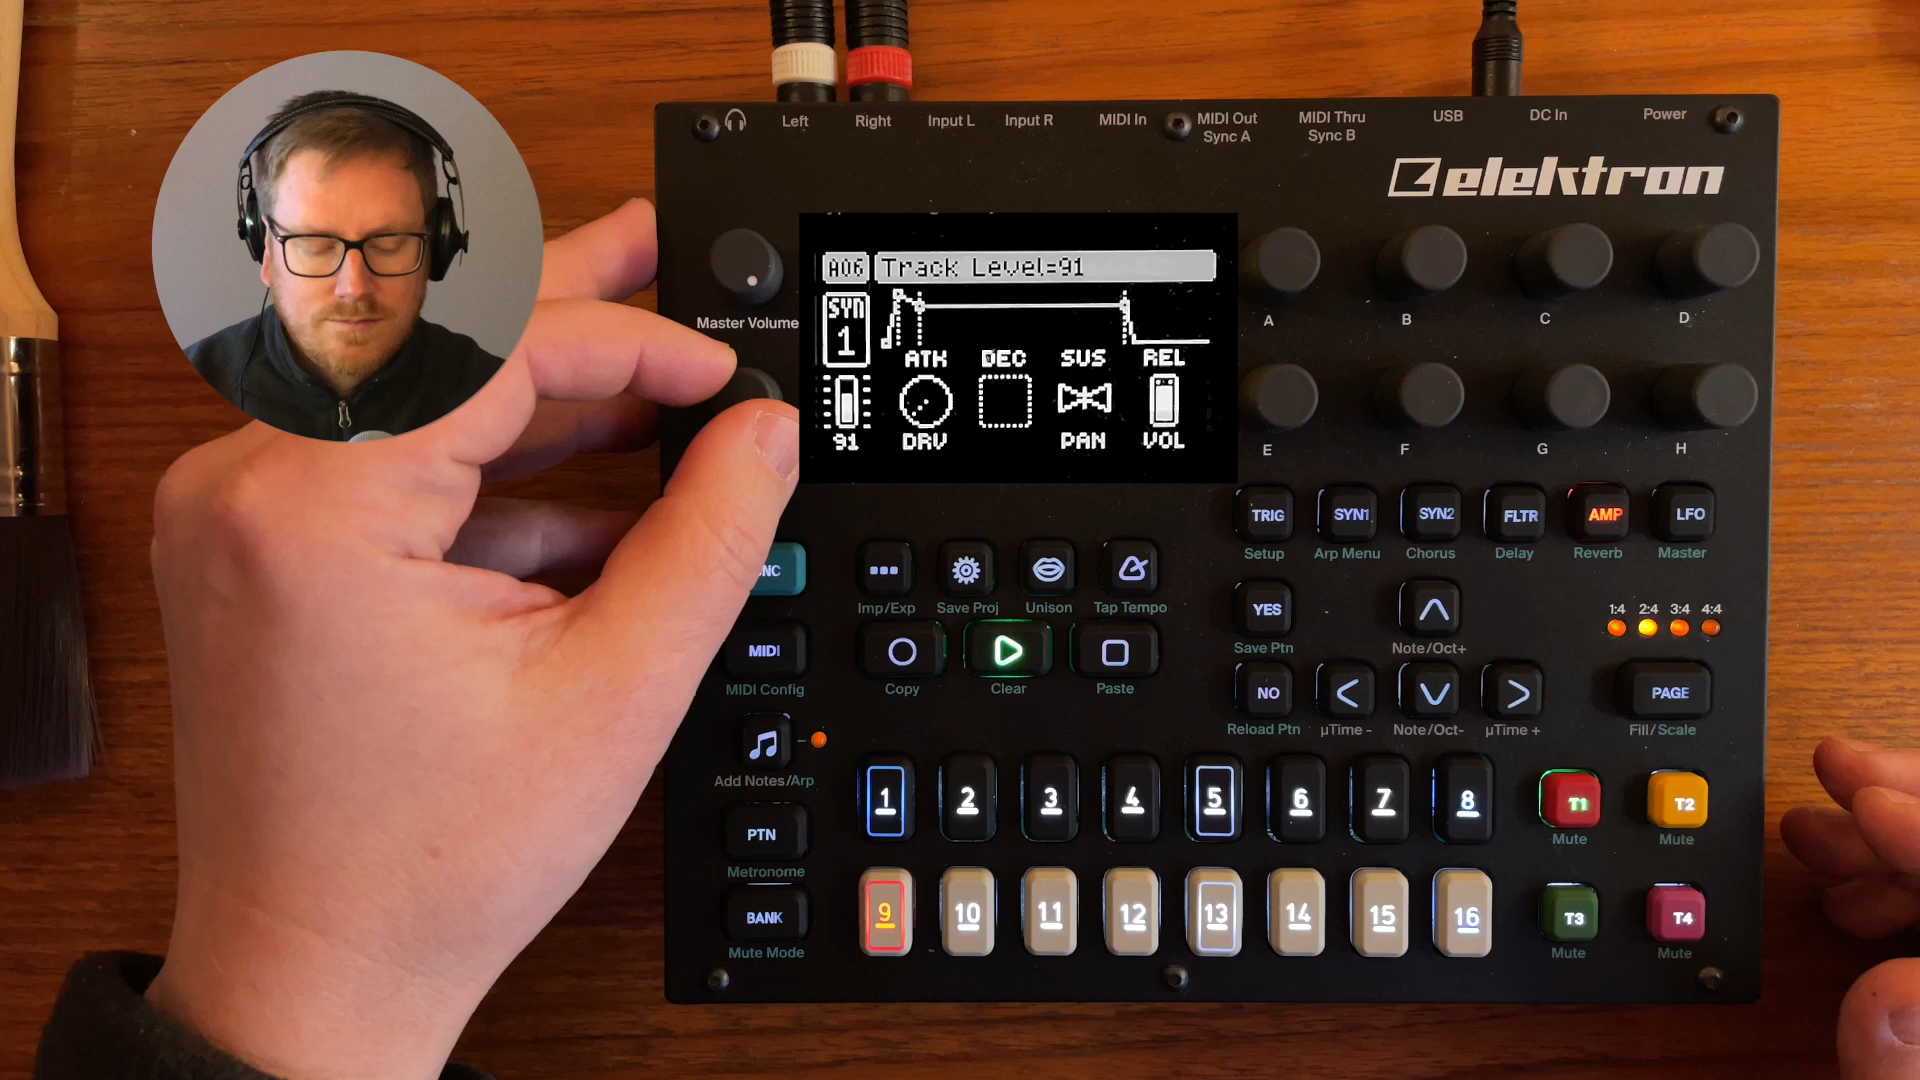 Left
Right
Input L
Input R
MIDI In
MIDI Out
Sync A
MIDI Thru
Sync B
USB
DC In
Power
elektron
Master Volume
A06
Track Level=91
SYN
1
ATK
DEC
SUS
REL
91
DRV
PAN
VOL
A
B
C
D
E
F
G
H
TRIG
SYN1
SYN2
FLTR
AMP
LFO
Setup
Arp Menu
Chorus
Delay
Reverb
Master
Imp/Exp
Save Proj
Unison
Tap Tempo
YES
Save Ptn
Note/Oct+
1:4
2:4
3:4
4:4
MIDI
MIDI Config
Copy
Clear
Paste
NO
PAGE
Reload Ptn
µTime -
Note/Oct-
µTime +
Fill/Scale
Add Notes/Arp
1
2
3
4
5
6
7
8
T1
T2
Mute
Mute
PTN
Metronome
BANK
Mute Mode
9
10
11
12
13
14
15
16
T3
T4
Mute
Mute